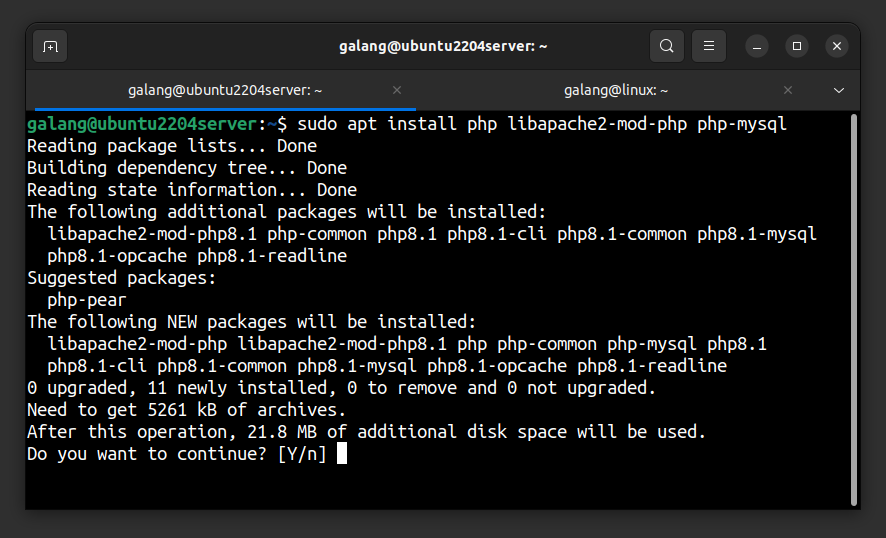 galang@ubuntu2204server: ~
galang@ubuntu2204server: ~
galang@linux: ~
galang@ubuntu2204server:~$ sudo apt install php libapache2-mod-php php-mysql
Reading package lists... Done
Building dependency tree... Done
Reading state information... Done
The following additional packages will be installed:
  libapache2-mod-php8.1 php-common php8.1 php8.1-cli php8.1-common php8.1-mysql
  php8.1-opcache php8.1-readline
Suggested packages:
  php-pear
The following NEW packages will be installed:
  libapache2-mod-php libapache2-mod-php8.1 php php-common php-mysql php8.1
  php8.1-cli php8.1-common php8.1-mysql php8.1-opcache php8.1-readline
0 upgraded, 11 newly installed, 0 to remove and 0 not upgraded.
Need to get 5261 kB of archives.
After this operation, 21.8 MB of additional disk space will be used.
Do you want to continue? [Y/n]